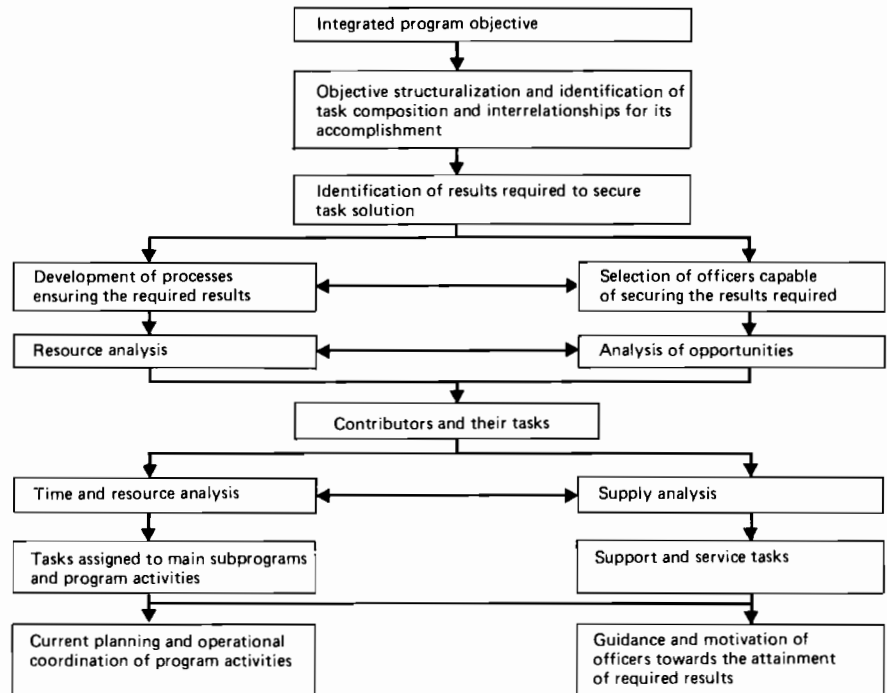 Integrated program objective
Objective structuralization and identification of
task composition and interrelationships for its
accomplishment
Identification of results required to secure
task solution
Development of processes
ensuring the required results
Selection of officers capable
of securing the results required
Resource analysis
Analysis of opportunities
Contributors and their tasks
Time and resource analysis
Supply analysis
Tasks assigned to main subprograms
and program activities
Support and service tasks
Current planning and operational
coordination of program activities
Guidance and motivation of
officers towards the attainment
of required results